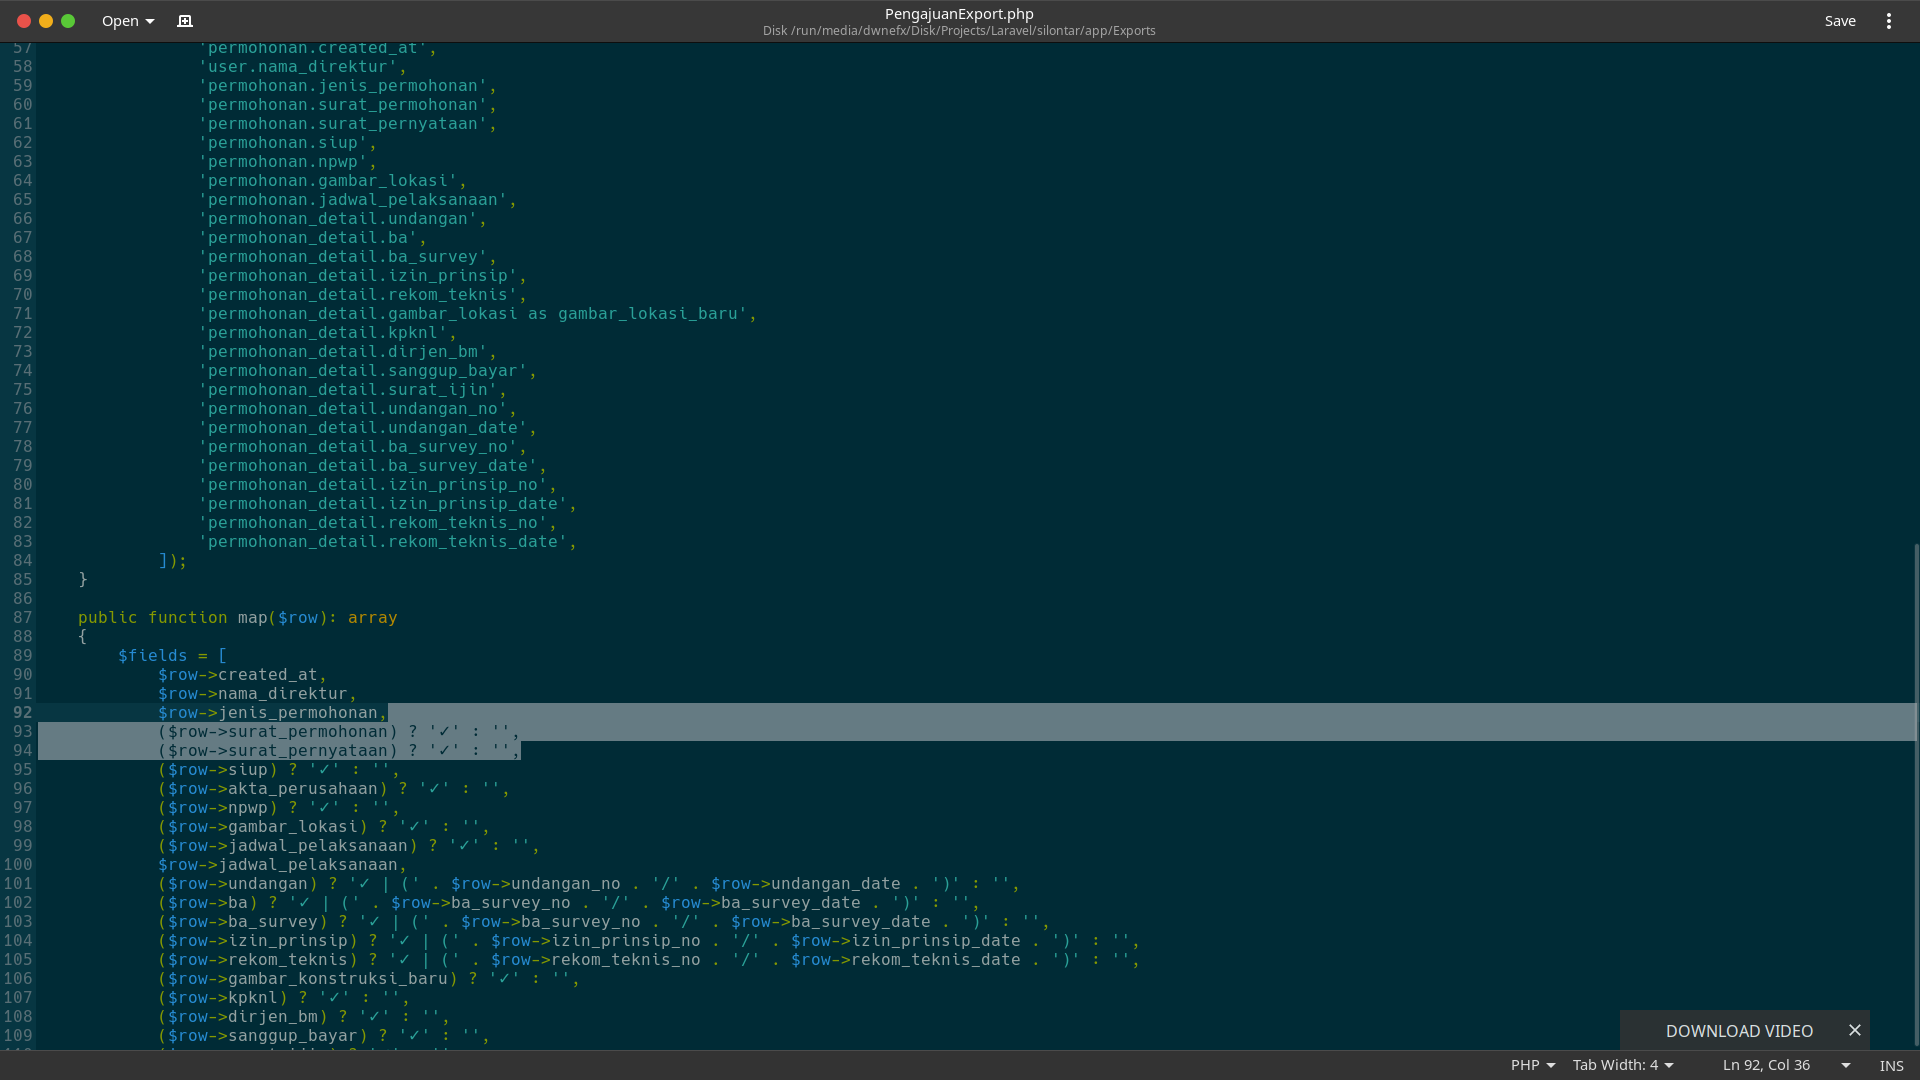 Open
PengajuanExport.php
Disk /run/media/dwnefx/Disk/Projects/Laravel/silontar/app/Exports
Save
57 'permohonan.created_at',
58 'user.nama_direktur',
59 'permohonan.jenis_permohonan',
60 'permohonan.surat_permohonan',
61 'permohonan.surat_pernyataan',
62 'permohonan.siup',
63 'permohonan.npwp',
64 'permohonan.gambar_lokasi',
65 'permohonan.jadwal_pelaksanaan',
66 'permohonan_detail.undangan',
67 'permohonan_detail.ba',
68 'permohonan_detail.ba_survey',
69 'permohonan_detail.izin_prinsip',
70 'permohonan_detail.rekom_teknis',
71 'permohonan_detail.gambar_lokasi as gambar_lokasi_baru',
72 'permohonan_detail.kpknl',
73 'permohonan_detail.dirjen_bm',
74 'permohonan_detail.sanggup_bayar',
75 'permohonan_detail.surat_ijin',
76 'permohonan_detail.undangan_no',
77 'permohonan_detail.undangan_date',
78 'permohonan_detail.ba_survey_no',
79 'permohonan_detail.ba_survey_date',
80 'permohonan_detail.izin_prinsip_no',
81 'permohonan_detail.izin_prinsip_date',
82 'permohonan_detail.rekom_teknis_no',
83 'permohonan_detail.rekom_teknis_date',
84 ]);
85 }
86
87 public function map($row): array
88 {
89 $fields = [
90 $row->created_at,
91 $row->nama_direktur,
92 $row->jenis_permohonan,
93 ($row->surat_permohonan) ? '✓' : '',
94 ($row->surat_pernyataan) ? '✓' : '',
95 ($row->siup) ? '✓' : '',
96 ($row->akta_perusahaan) ? '✓' : '',
97 ($row->npwp) ? '✓' : '',
98 ($row->gambar_lokasi) ? '✓' : '',
99 ($row->jadwal_pelaksanaan) ? '✓' : '',
100 $row->jadwal_pelaksanaan,
101 ($row->undangan) ? '✓ | (' . $row->undangan_no . '/' . $row->undangan_date . ')' : '',
102 ($row->ba) ? '✓ | (' . $row->ba_survey_no . '/' . $row->ba_survey_date . ')' : '',
103 ($row->ba_survey) ? '✓ | (' . $row->ba_survey_no . '/' . $row->ba_survey_date . ')' : '',
104 ($row->izin_prinsip) ? '✓ | (' . $row->izin_prinsip_no . '/' . $row->izin_prinsip_date . ')' : '',
105 ($row->rekom_teknis) ? '✓ | (' . $row->rekom_teknis_no . '/' . $row->rekom_teknis_date . ')' : '',
106 ($row->gambar_konstruksi_baru) ? '✓' : '',
107 ($row->kpknl) ? '✓' : '',
108 ($row->dirjen_bm) ? '✓' : '',
109 ($row->sanggup_bayar) ? '✓' : '',
DOWNLOAD VIDEO
PHP
Tab Width: 4
Ln 92, Col 36
INS